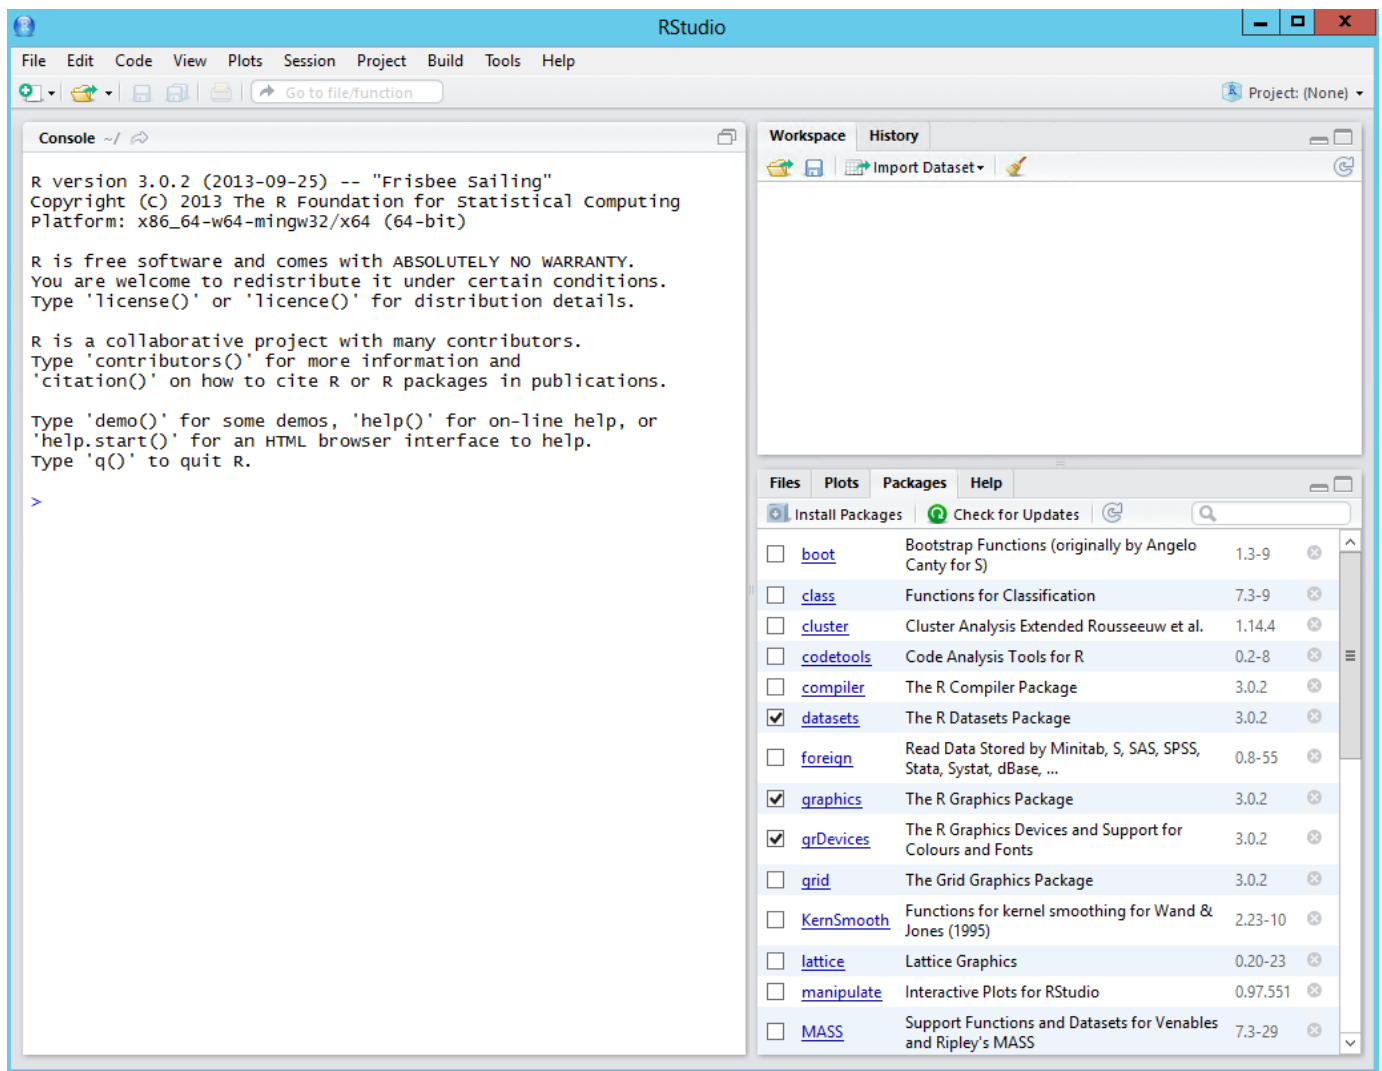 RStudio
File Edit Code View Plots Session Project Build Tools Help
Go to file/function
Project: (None)
Console ~/
R version 3.0.2 (2013-09-25) -- "Frisbee Sailing"
Copyright (C) 2013 The R Foundation for Statistical Computing
Platform: x86_64-w64-mingw32/x64 (64-bit)
R is free software and comes with ABSOLUTELY NO WARRANTY.
You are welcome to redistribute it under certain conditions.
Type 'license()' or 'licence()' for distribution details.
R is a collaborative project with many contributors.
Type 'contributors()' for more information and
'citation()' on how to cite R or R packages in publications.
Type 'demo()' for some demos, 'help()' for on-line help, or
'help.start()' for an HTML browser interface to help.
Type 'q()' to quit R.
>
Workspace History
Import Dataset
Files Plots Packages Help
Install Packages Check for Updates
boot Bootstrap Functions (originally by Angelo
Canty for S) 1.3-9
class Functions for Classification 7.3-9
cluster Cluster Analysis Extended Rousseeuw et al. 1.14.4
codetools Code Analysis Tools for R 0.2-8
compiler The R Compiler Package 3.0.2
datasets The R Datasets Package 3.0.2
foreign Read Data Stored by Minitab, S, SAS, SPSS,
Stata, Systat, dBase, ... 0.8-55
graphics The R Graphics Package 3.0.2
grDevices The R Graphics Devices and Support for
Colours and Fonts 3.0.2
grid The Grid Graphics Package 3.0.2
KernSmooth Functions for kernel smoothing for Wand &
Jones (1995) 2.23-10
lattice Lattice Graphics 0.20-23
manipulate Interactive Plots for RStudio 0.97.551
MASS Support Functions and Datasets for Venables
and Ripley's MASS 7.3-29